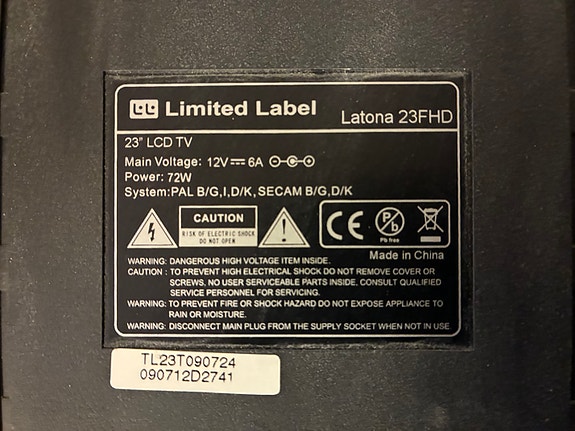 LL Limited Label
Latona 23FHD
23" LCD TV
Main Voltage: 12V⎓ 6A
Power: 72W
System:PAL B/G,I,D/K, SECAM B/G,D/K
CAUTION
RISK OF ELECTRIC SHOCK
DO NOT OPEN
!
CE
Pb
Pb free
Made in China
WARNING: DANGEROUS HIGH VOLTAGE ITEM INSIDE.
CAUTION : TO PREVENT HIGH ELECTRICAL SHOCK DO NOT REMOVE COVER OR
SCREWS, NO USER SERVICEABLE PARTS INSIDE. CONSULT QUALIFIED
SERVICE PERSONNEL FOR SERVICING.
WARNING: TO PREVENT FIRE OR SHOCK HAZARD DO NOT EXPOSE APPLIANCE TO
RAIN OR MOISTURE.
WARNING: DISCONNECT MAIN PLUG FROM THE SUPPLY SOCKET WHEN NOT IN USE.
TL23T090724
090712D2741